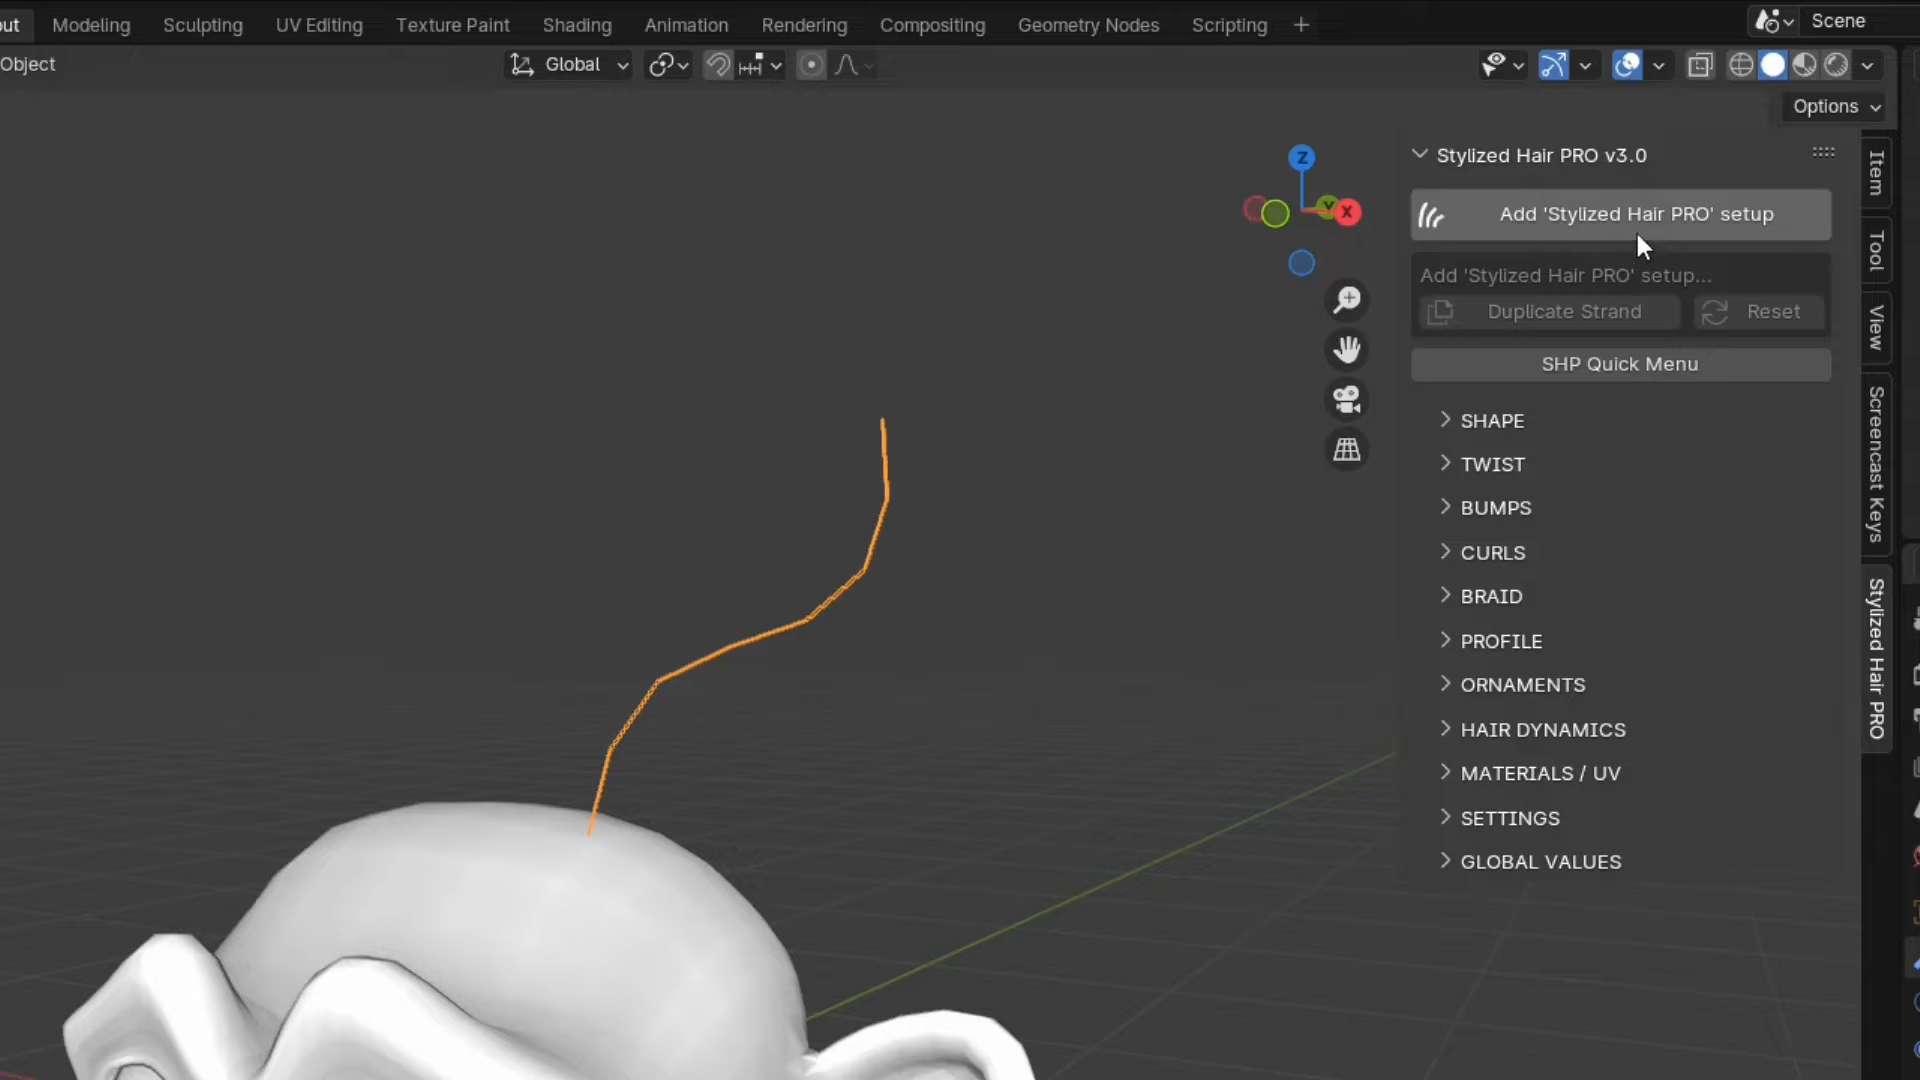 out Modeling Sculpting UV Editing Texture Paint Shading Animation Rendering Compositing Geometry Nodes Scripting + Scene
Object Global
Options
Stylized Hair PRO v3.0
Add 'Stylized Hair PRO' setup
Add 'Stylized Hair PRO' setup...
Duplicate Strand Reset
SHP Quick Menu
SHAPE
TWIST
BUMPS
CURLS
BRAID
PROFILE
ORNAMENTS
HAIR DYNAMICS
MATERIALS / UV
SETTINGS
GLOBAL VALUES
Z
Y
X
Item
Tool
View
Screencast Keys
Stylized Hair PRO